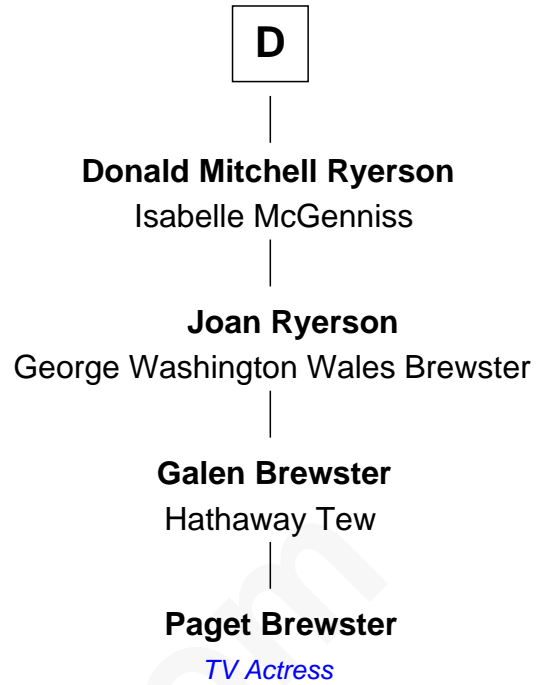 D
Donald Mitchell Ryerson
Isabelle McGenniss
Joan Ryerson
George Washington Wales Brewster
Galen Brewster
Hathaway Tew
Paget Brewster
TV Actress